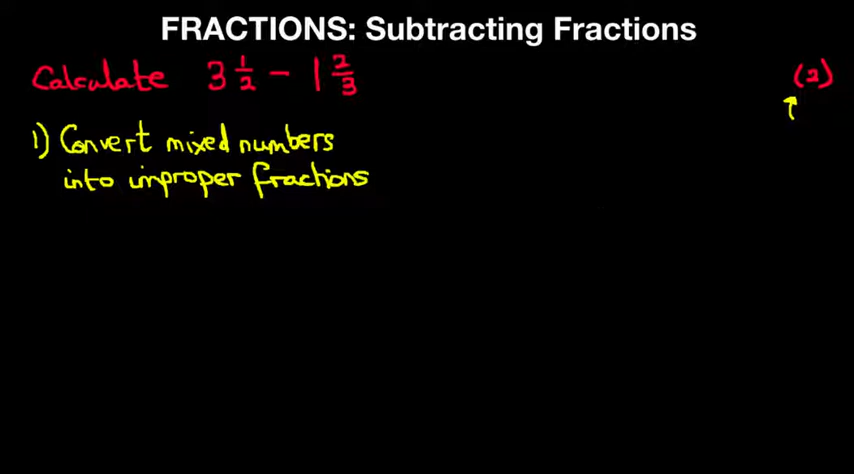 FRACTIONS: Subtracting Fractions
Calculate 3 1/2 - 1 2/3 (2)
1) Convert mixed numbers
into improper fractions